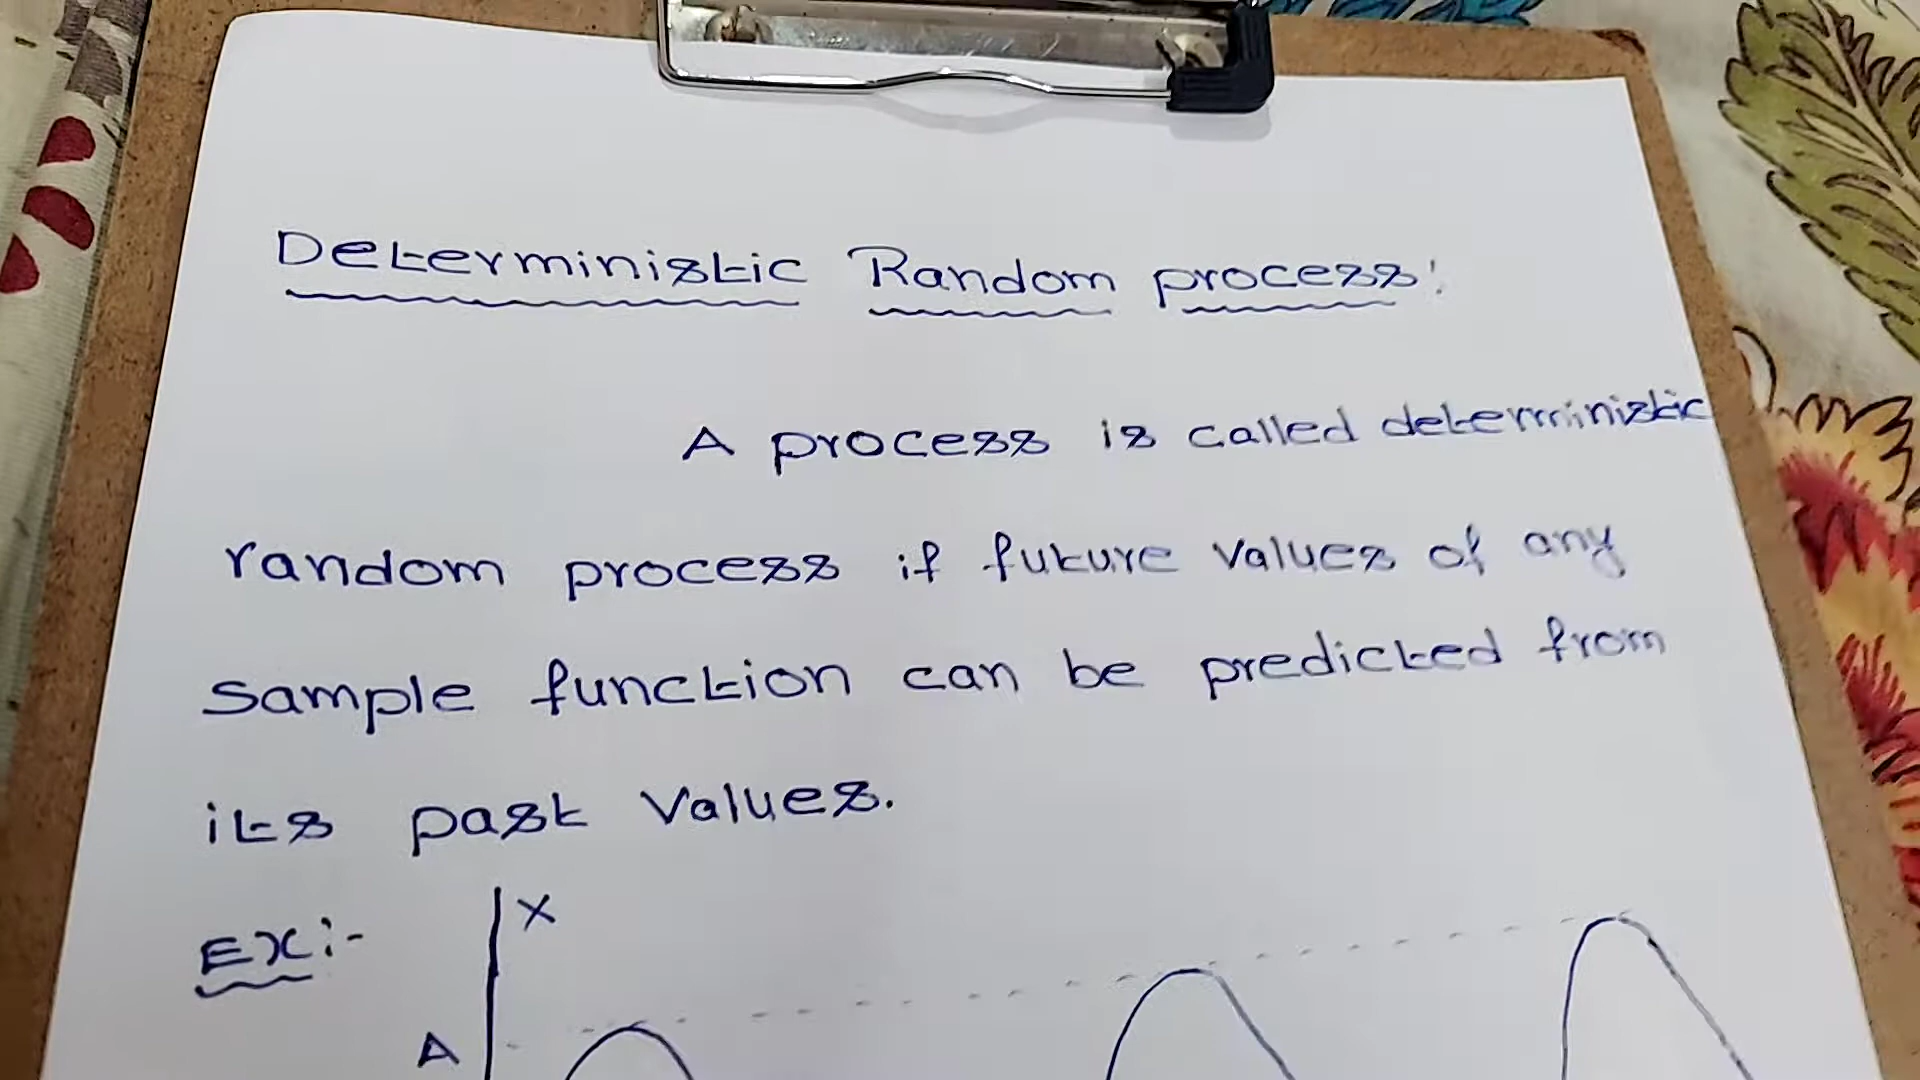 Deterministic Random process:
A process is called deterministic
random process if future values of any
sample function can be predicted from
its past values.
Ex:-
X
A